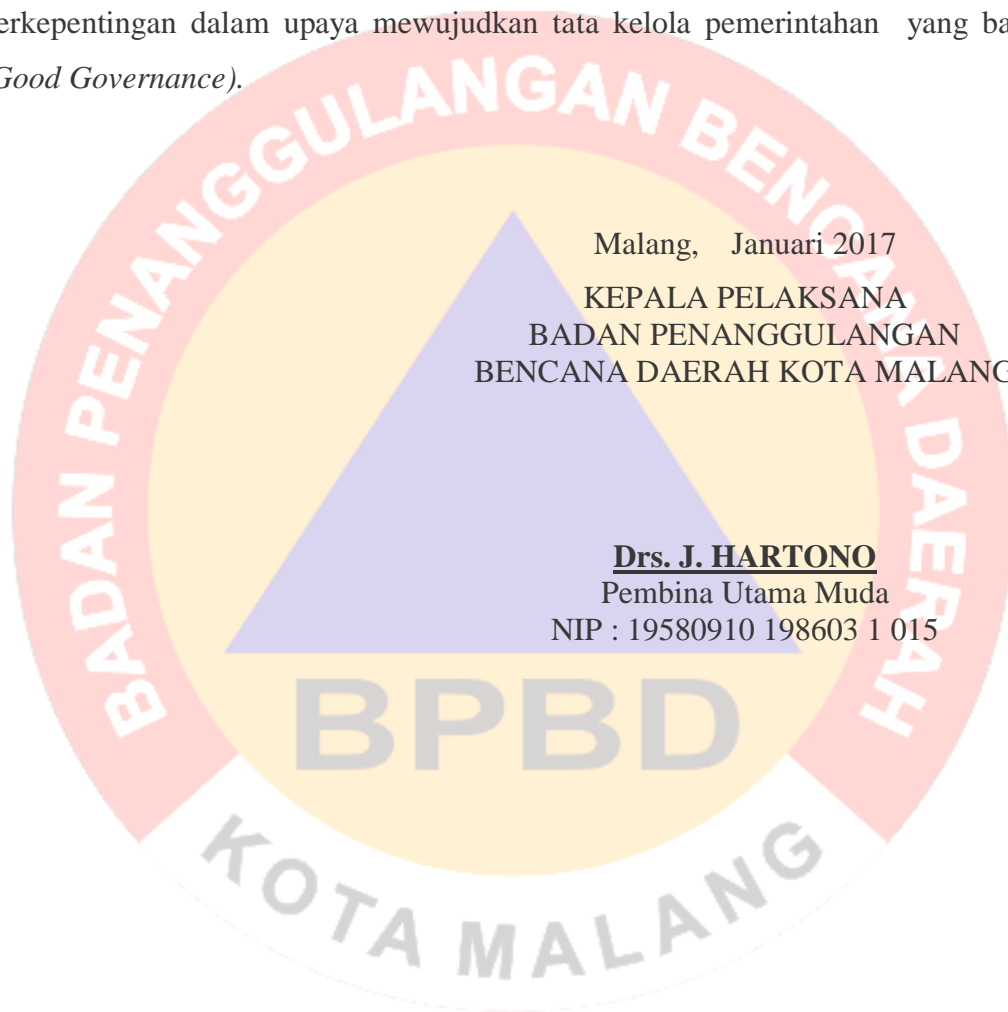 erkepentingan dalam upaya mewujudkan tata kelola pemerintahan yang ba
Good Governance).
Malang, Januari 2017
KEPALA PELAKSANA
BADAN PENANGGULANGAN
BENCANA DAERAH KOTA MALANG
Drs. J. HARTONO
Pembina Utama Muda
NIP : 19580910 198603 1 015
BADAN PENANGGULANGAN BENCANA DAERAH
BPBD
KOTA MALANG